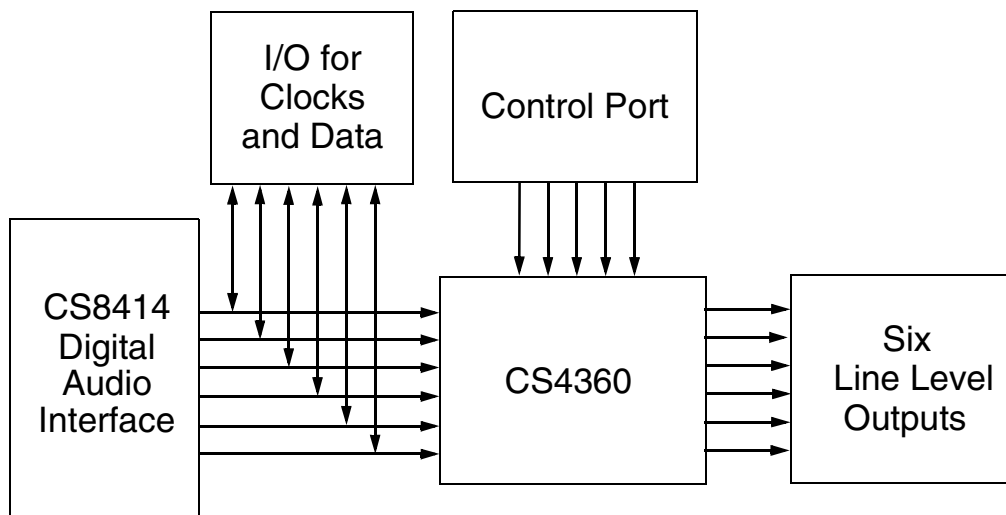 I/O for
Clocks
and Data
Control Port
CS8414
Digital
Audio
Interface
CS4360
Six
Line Level
Outputs